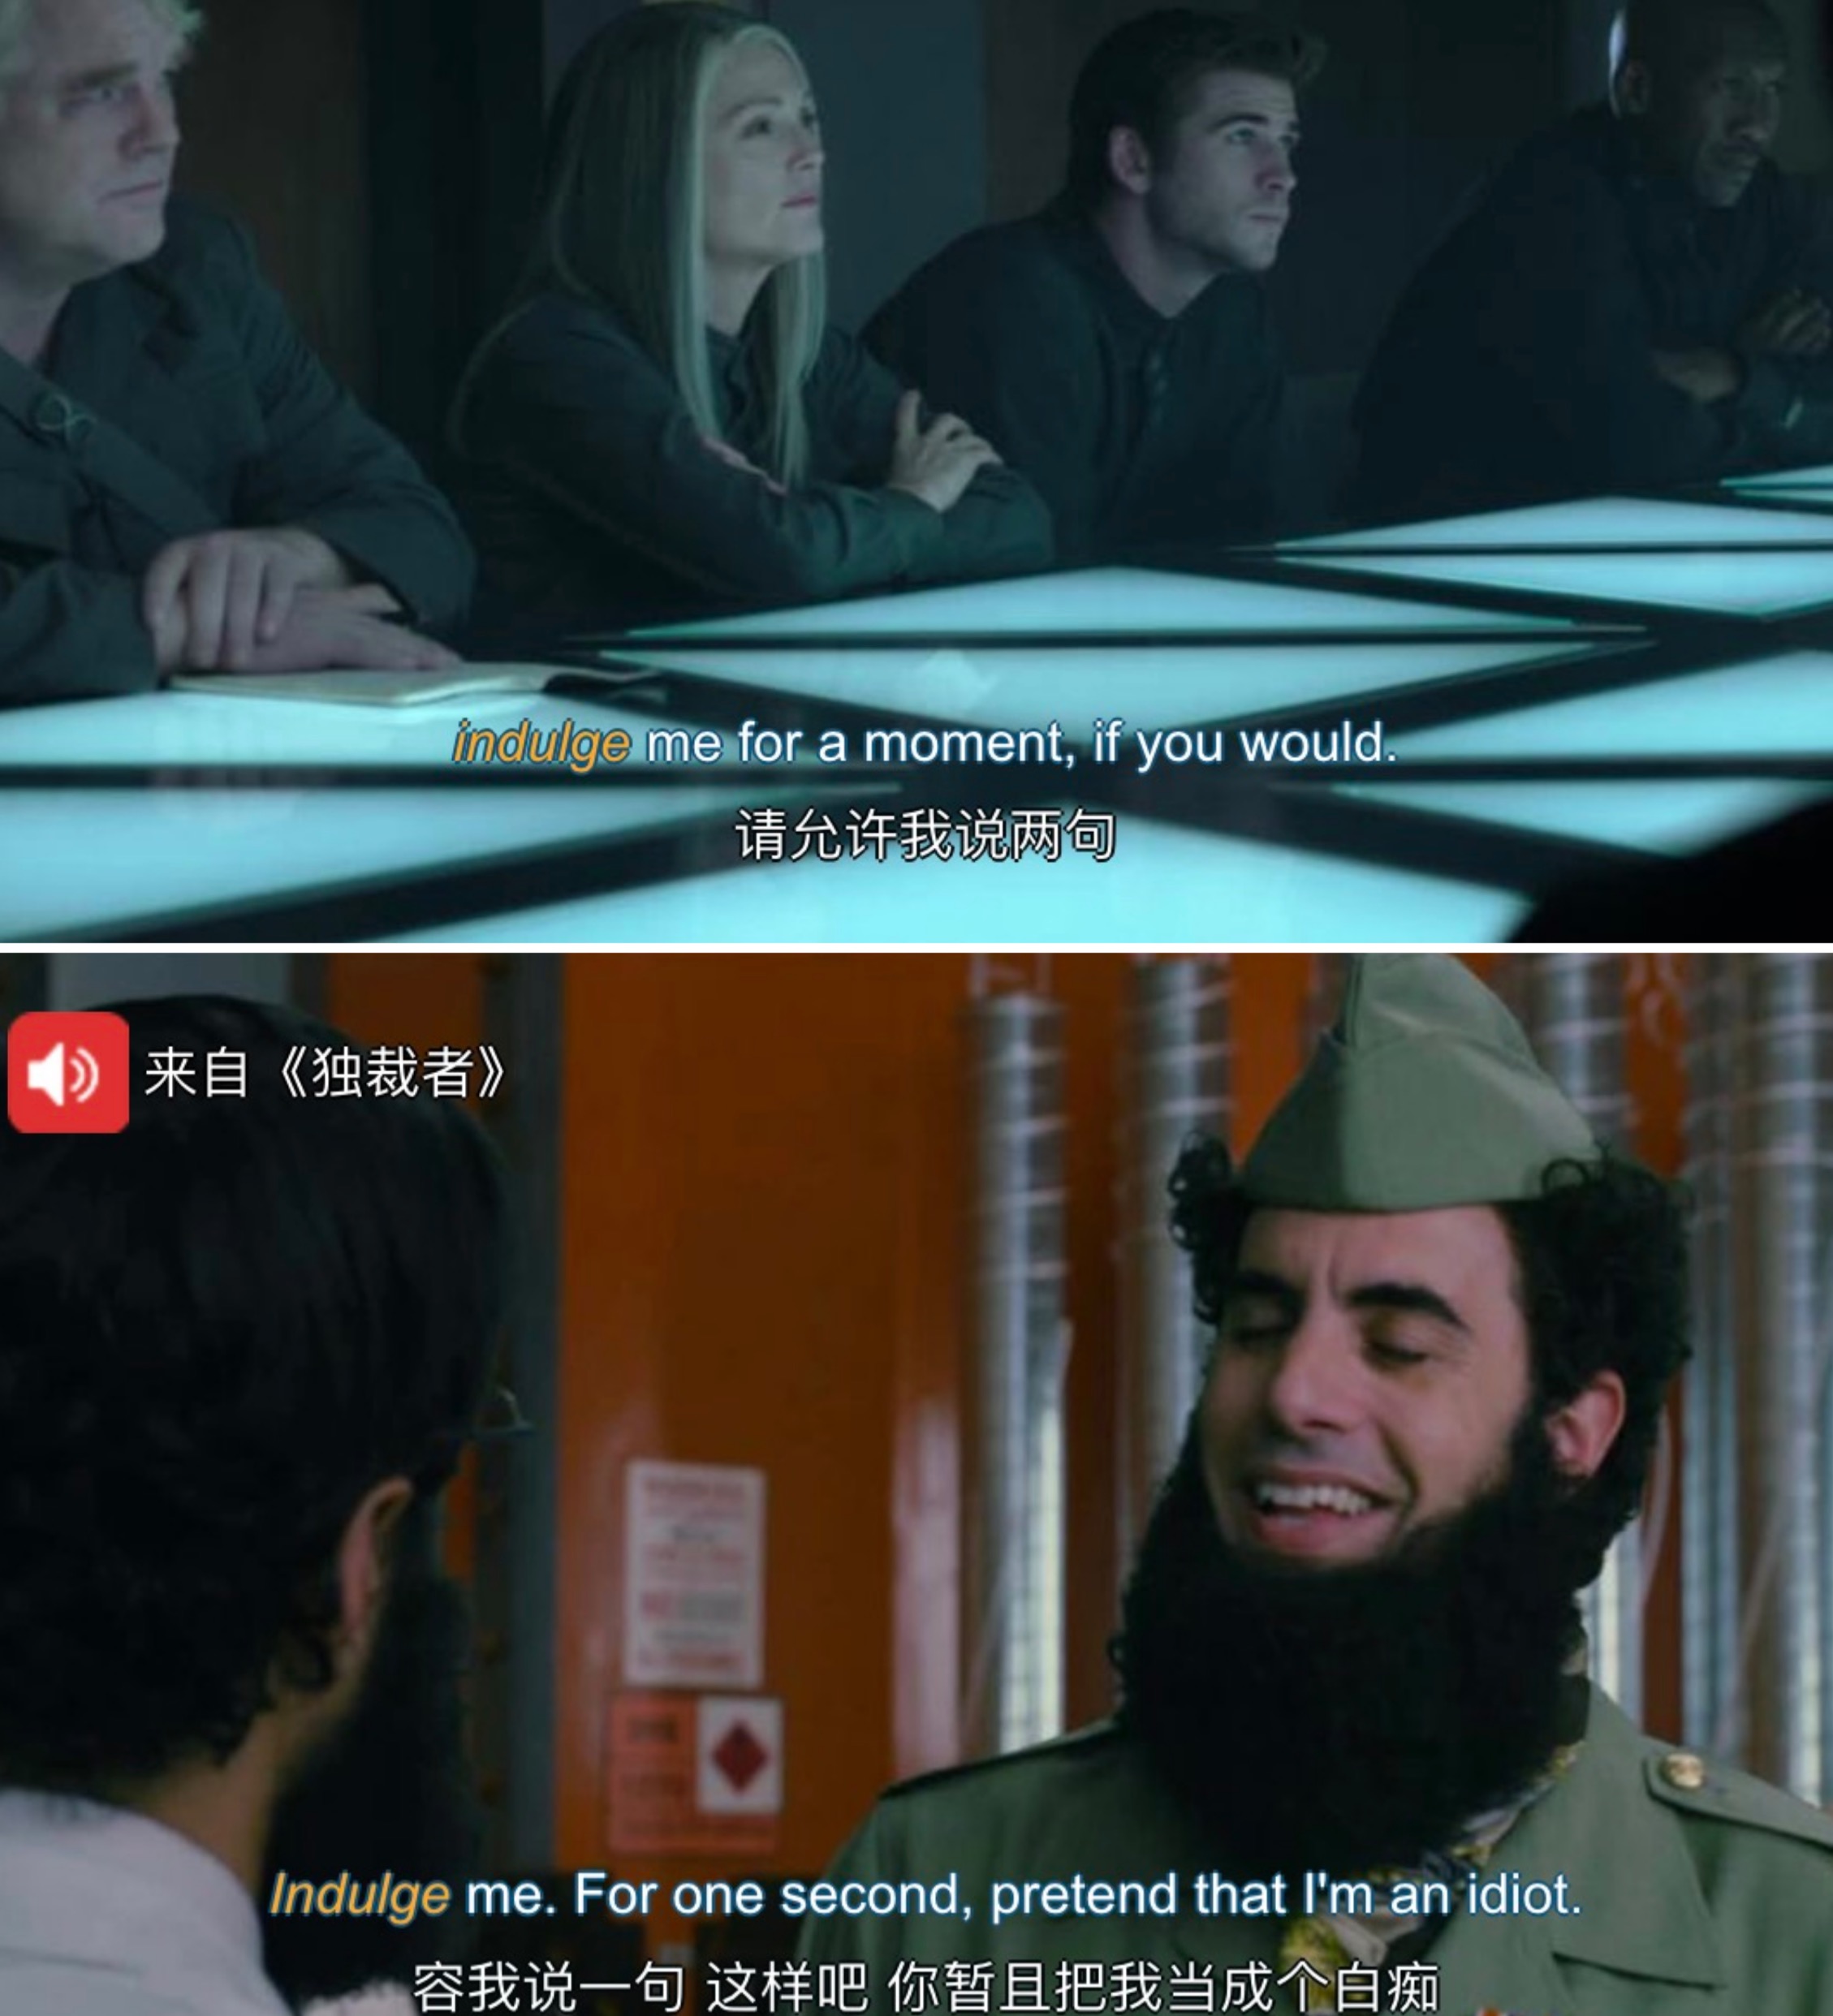 indulge me for a moment, if you would.
请允许我说两句
来自《独裁者》
Indulge me. For one second, pretend that I'm an idiot.
容我说一句 这样吧 你暂且把我当成个白痴